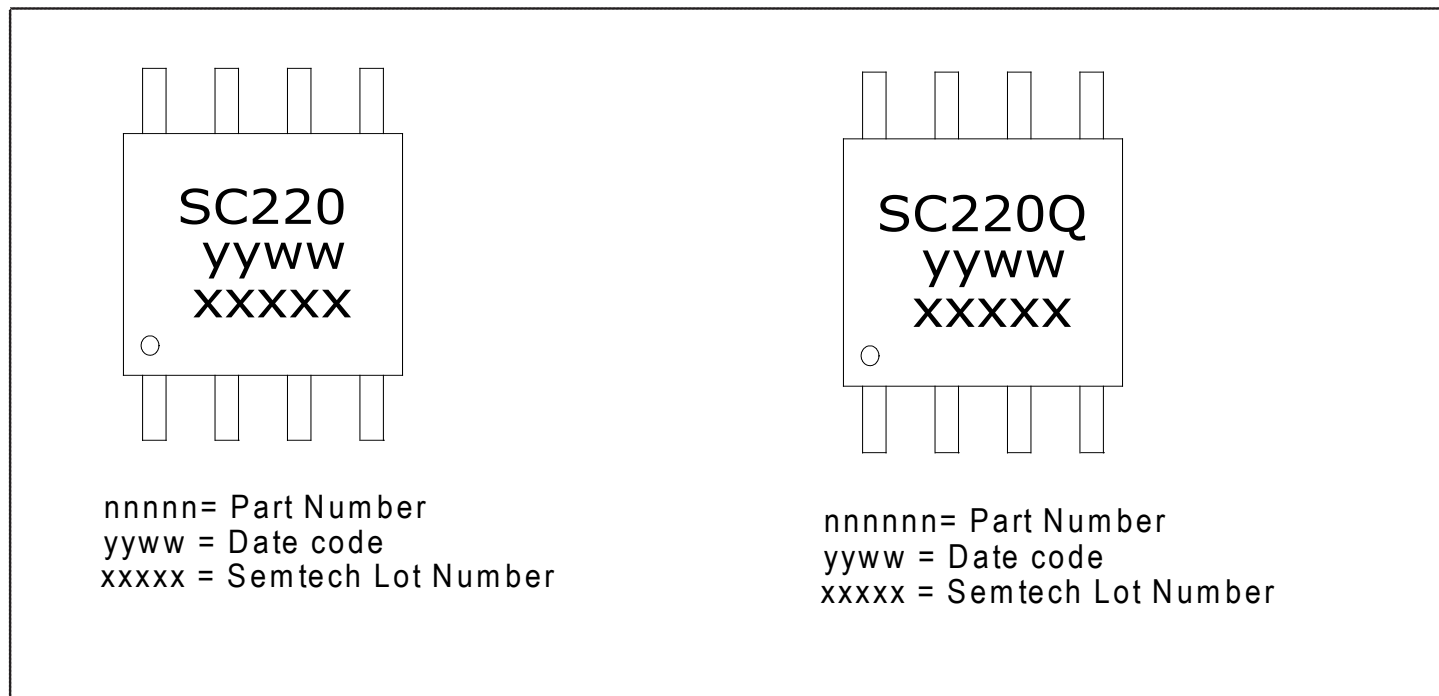 SC220
yyww
xxxxx
nnnnn= Part Number
yyww = Date code
xxxxx = Semtech Lot Number
SC220Q
yyww
xxxxx
nnnnnn= Part Number
yyww = Date code
xxxxx = Semtech Lot Number